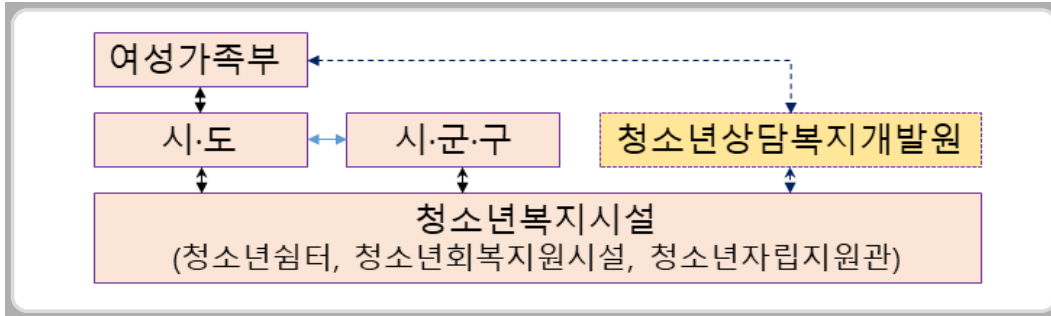 여성가족부
시·도
시·군·구
청소년상담복지개발원
청소년복지시설
(청소년쉼터, 청소년회복지원시설, 청소년자립지원관)